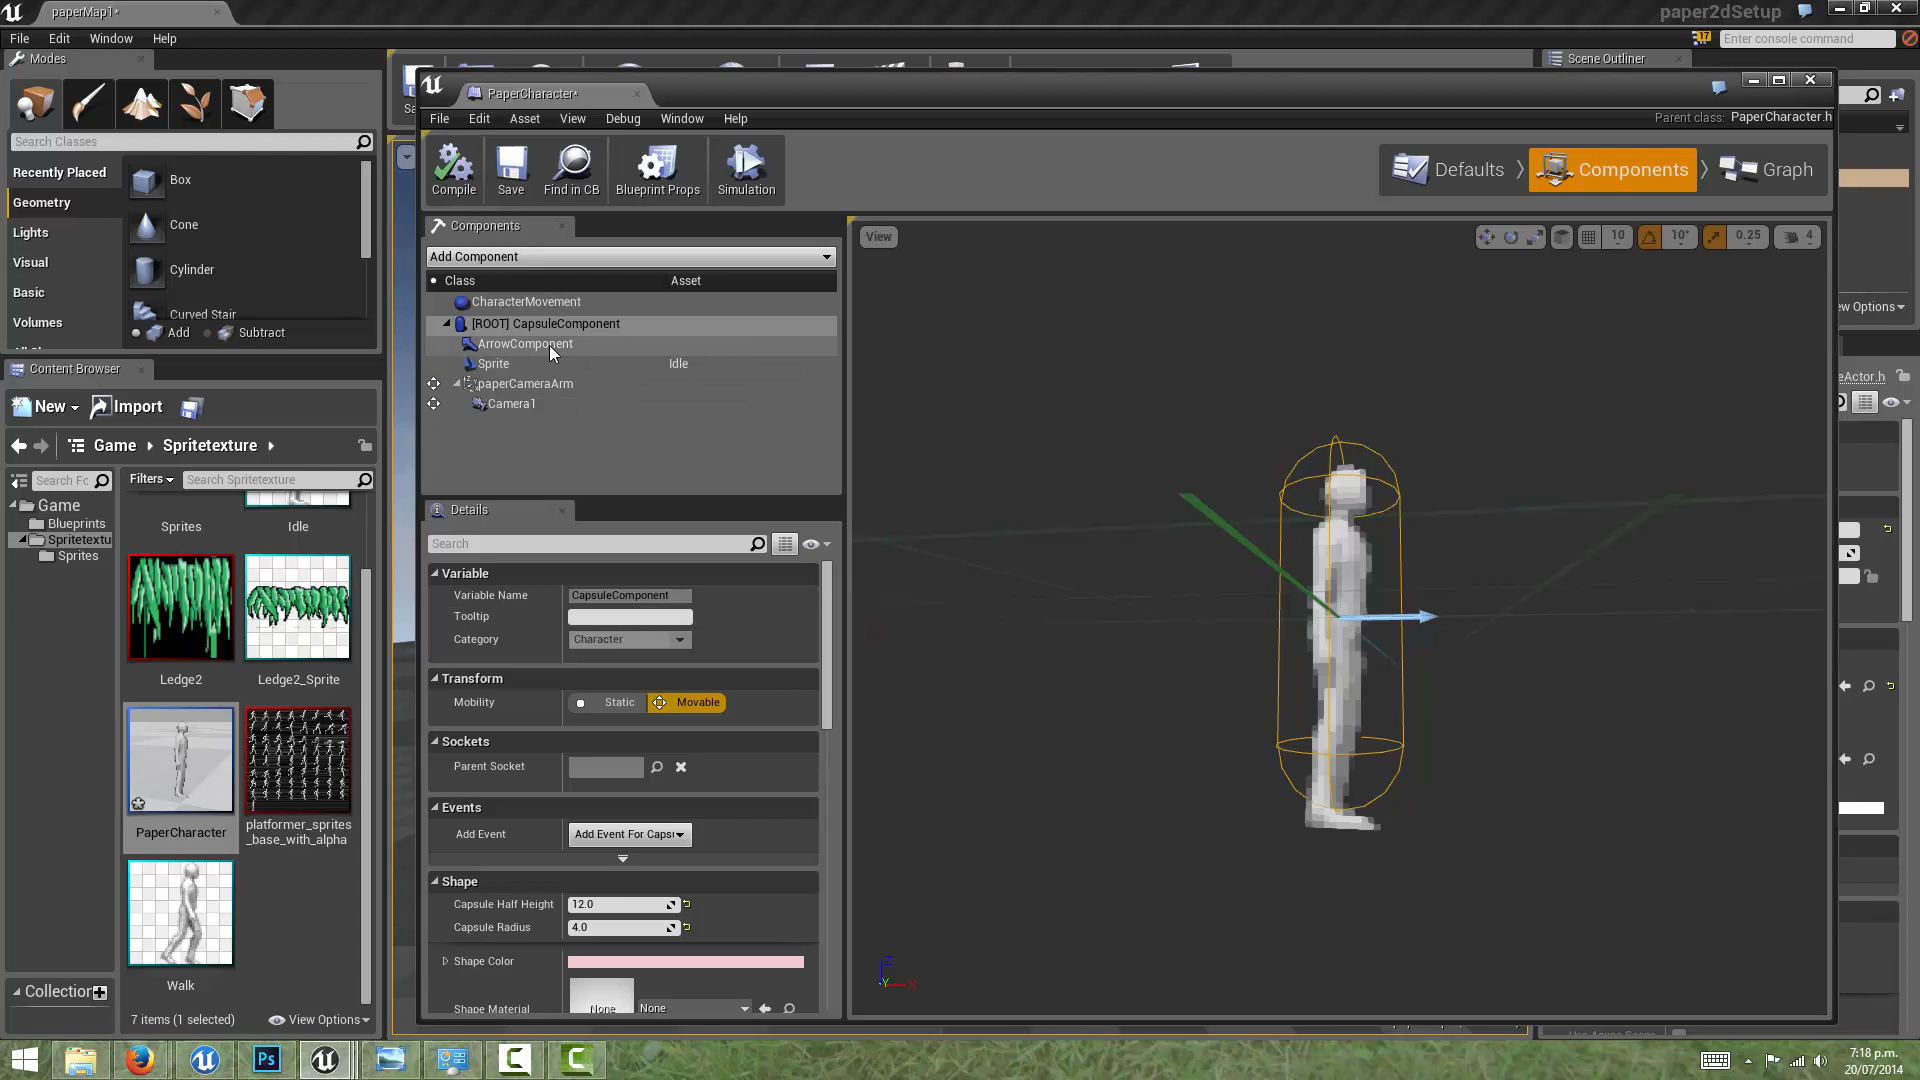 paperMap1*
paper2dSetup
File Edit Window Help
17
Enter console command
Modes
Search Classes
Recently Placed
Geometry
Lights
Visual
Basic
Volumes
Box
Cone
Cylinder
Curved Stair
Add Subtract
Content Browser
New Import
Game Spritetexture
Filters Search Spritetexture
Game
Blueprints
Spritetextu
Sprites
Sprites Idle
Ledge2 Ledge2_Sprite
PaperCharacter platformer_sprites
_base_with_alpha
Walk
Collection
7 items (1 selected) View Options
Scene Outliner
PaperCharacter*
File Edit Asset View Debug Window Help
Parent class: PaperCharacter.h
Compile Save Find in CB Blueprint Props Simulation
Defaults Components Graph
Components
Add Component
Class Asset
CharacterMovement
[ROOT] CapsuleComponent
ArrowComponent
Sprite Idle
paperCameraArm
Camera1
Details
Search
Variable
Variable Name CapsuleComponent
Tooltip
Category Character
Transform
Mobility Static Movable
Sockets
Parent Socket
Events
Add Event Add Event For Capsu
Shape
Capsule Half Height 12.0
Capsule Radius 4.0
Shape Color
Shape Material None None
View
10 10° 0.25 4
iew Options
eActor.h
Z
Y X
Ps
7:18 p.m.
20/07/2014